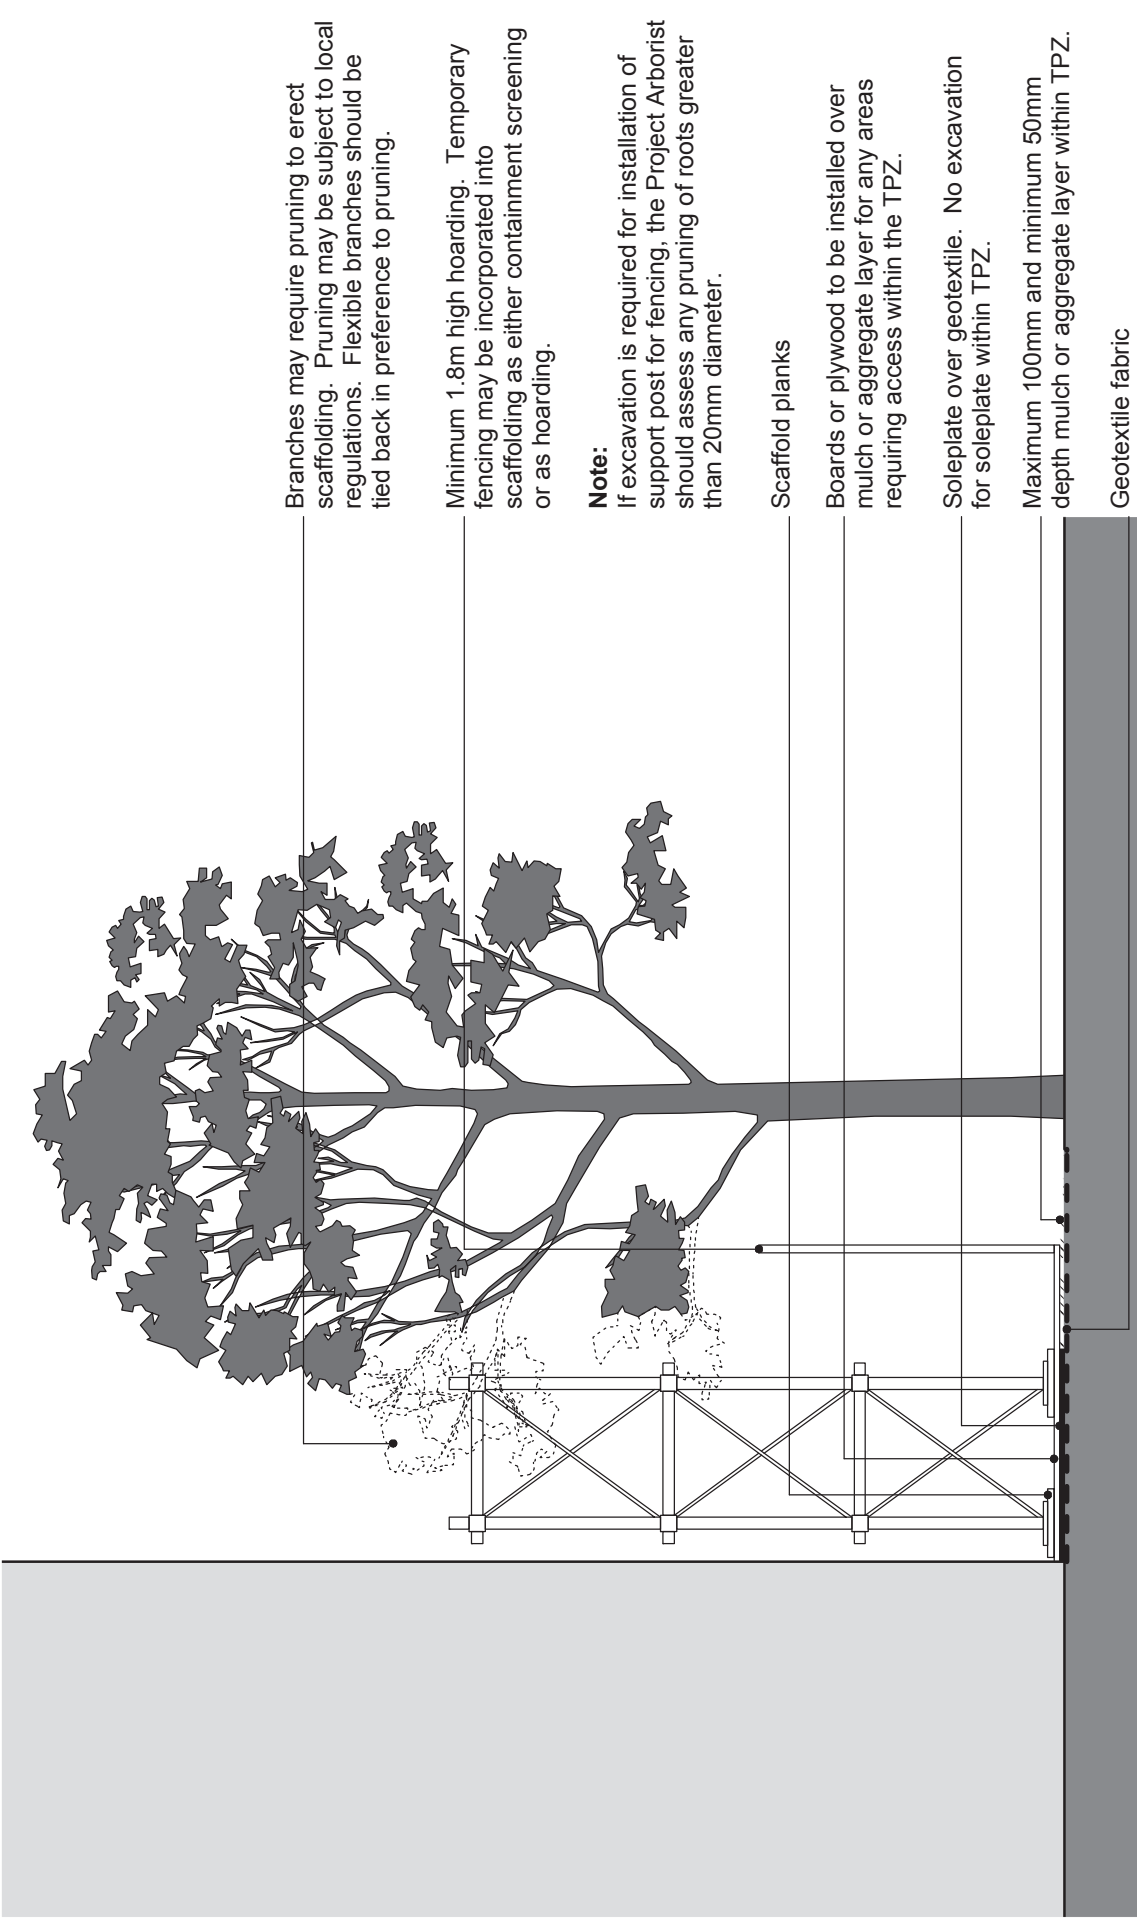 Branches may require pruning to erect
scaffolding.  Pruning may be subject to local
regulations.  Flexible branches should be
tied back in preference to pruning.
Minimum 1.8m high hoarding.  Temporary
fencing may be incorporated into
scaffolding as either containment screening
or as hoarding.
Note:
If excavation is required for installation of
support post for fencing, the Project Arborist
should assess any pruning of roots greater
than 20mm diameter.
Scaffold planks
Boards or plywood to be installed over
mulch or aggregate layer for any areas
requiring access within the TPZ.
Soleplate over geotextile.  No excavation
for soleplate within TPZ.
Maximum 100mm and minimum 50mm
depth mulch or aggregate layer within TPZ.
Geotextile fabric